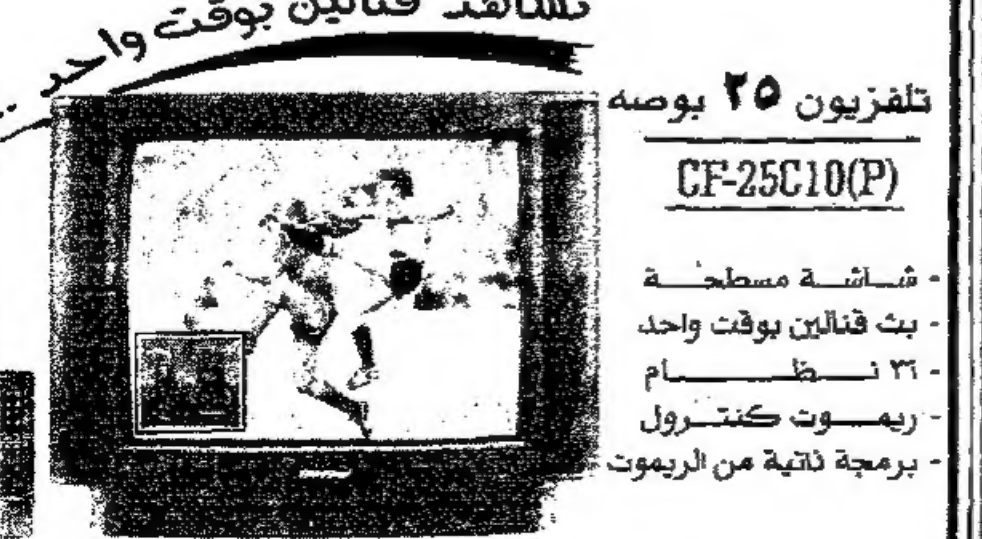 تشاهد قنالين بوقت واحد ..
تلفزيون ٢٥ بوصه
CF-25C10(P)
- شاشة مسطحة
- بث قنالين بوقت واحد
- ٢١ نظام
- ريموت كنترول
- برمجة ذاتية من الريموت